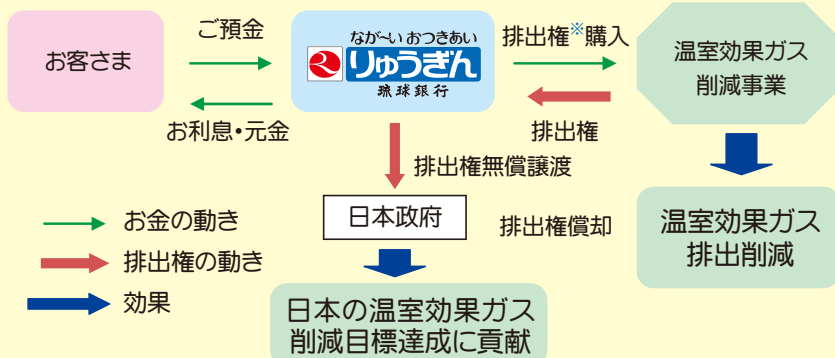 お客さま
ご預金
お利息・元金
なが〜い おつきあい
りゅうぎん
琉球銀行
排出権※購入
排出権
温室効果ガス
削減事業
排出権無償譲渡
日本政府
排出権償却
温室効果ガス
排出削減
お金の動き
排出権の動き
効果
日本の温室効果ガス
削減目標達成に貢献